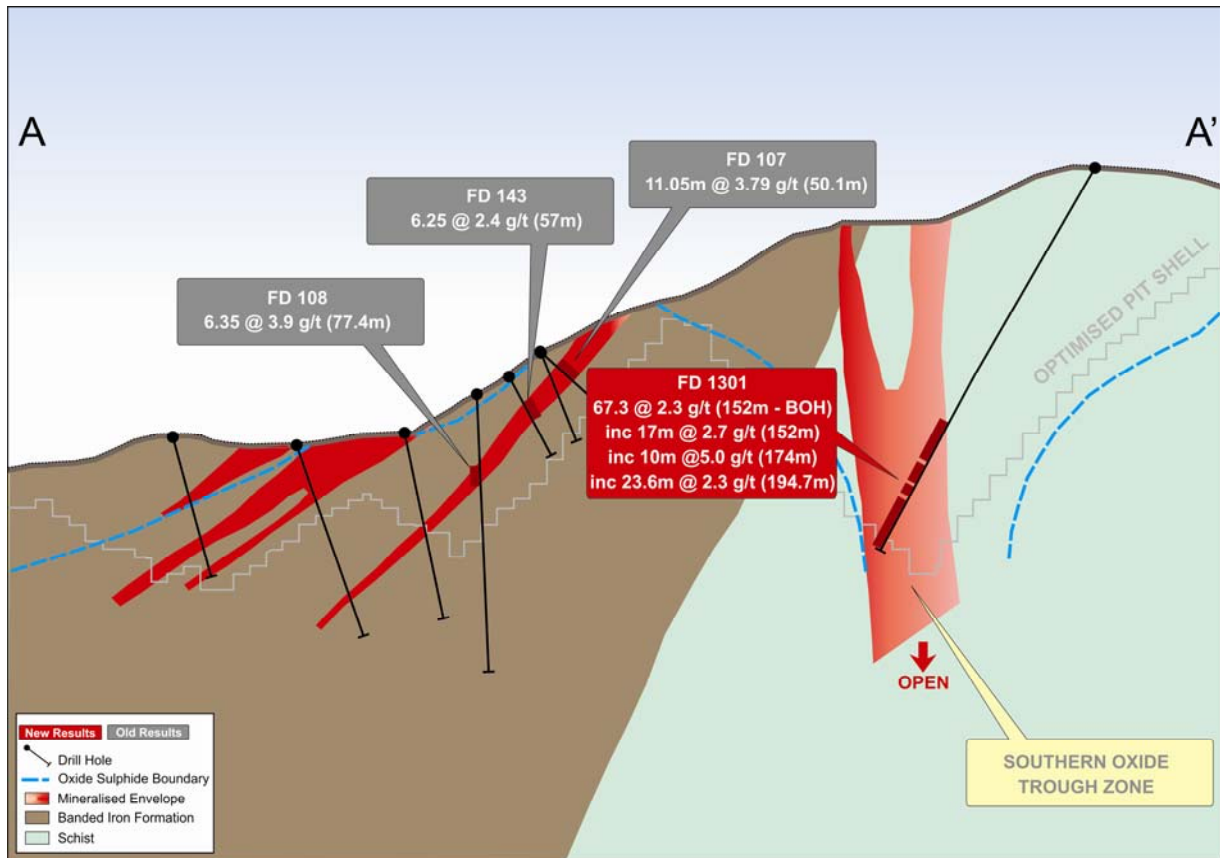 A
A'
FD 107
11.05m @ 3.79 g/t (50.1m)
FD 143
6.25 @ 2.4 g/t (57m)
FD 108
6.35 @ 3.9 g/t (77.4m)
OPTIMISED PIT SHELL
FD 1301
67.3 @ 2.3 g/t (152m - BOH)
inc 17m @ 2.7 g/t (152m)
inc 10m @5.0 g/t (174m)
inc 23.6m @ 2.3 g/t (194.7m)
OPEN
SOUTHERN OXIDE
TROUGH ZONE
New Results Old Results
Drill Hole
Oxide Sulphide Boundary
Mineralised Envelope
Banded Iron Formation
Schist